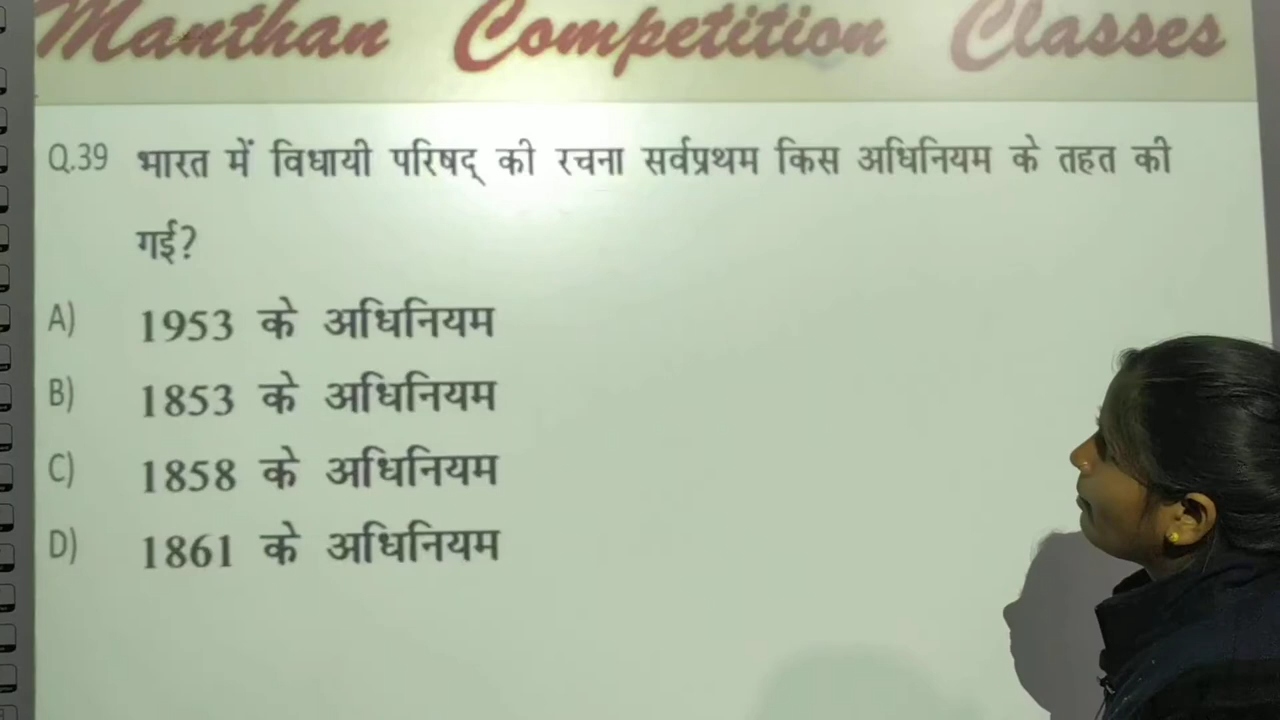 Manthan Competition Classes
Q.39 भारत में विधायी परिषद् की रचना सर्वप्रथम किस अधिनियम के तहत की
गई?
A) 1953 के अधिनियम
B) 1853 के अधिनियम
C) 1858 के अधिनियम
D) 1861 के अधिनियम